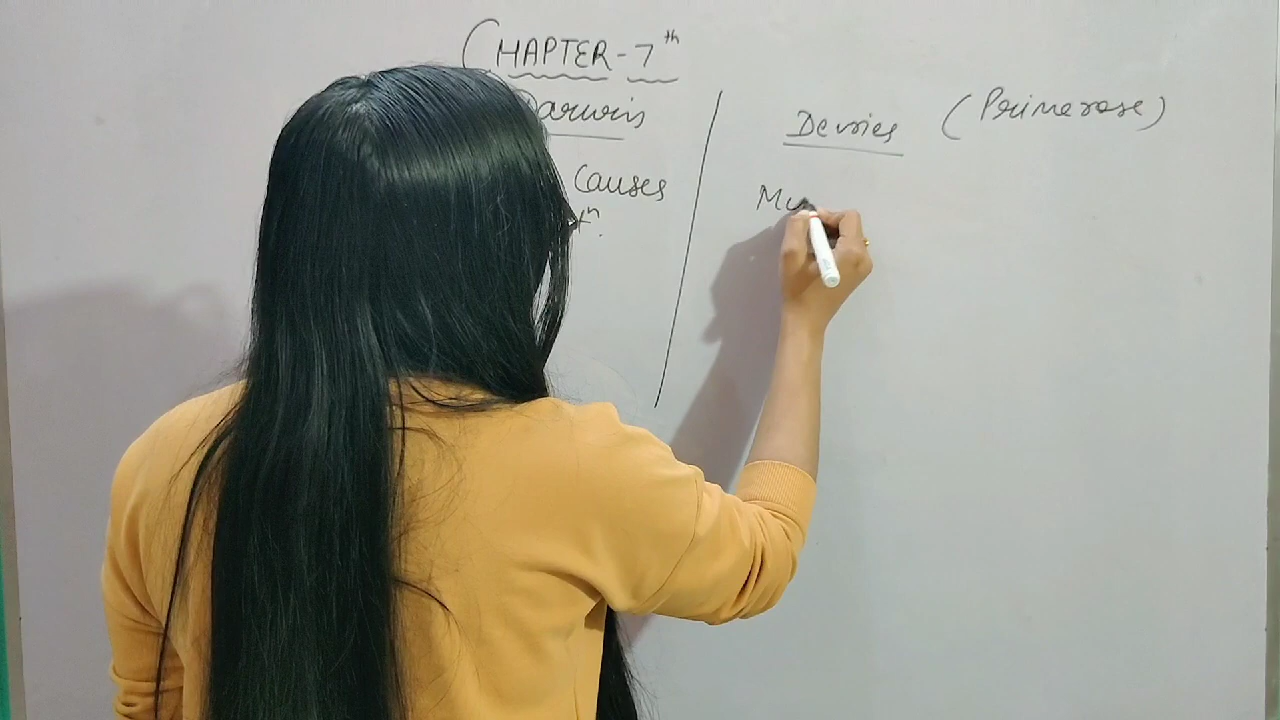 CHAPTER-7th
Darwin
Causes
Devries (Primerose)
Mu